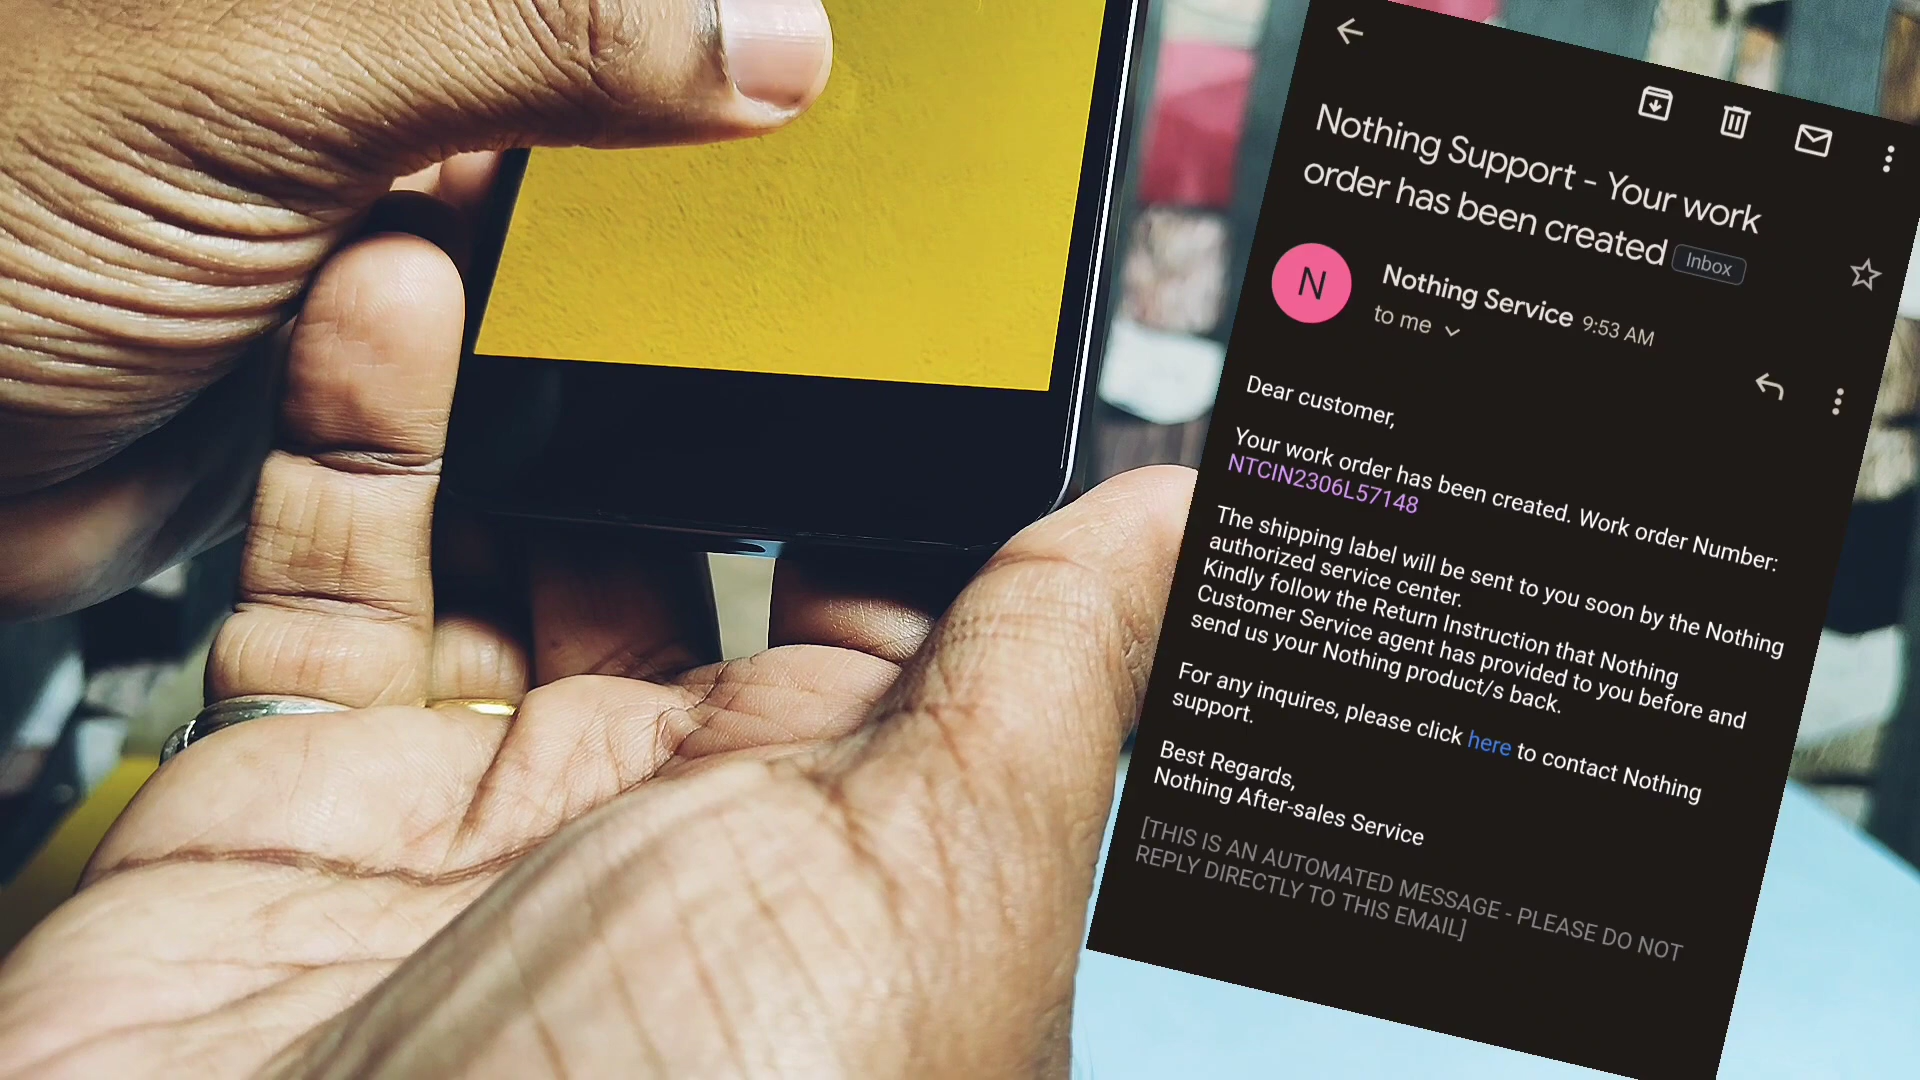 Nothing Support - Your work
order has been created Inbox
N
Nothing Service 9:53 AM
to me
Dear customer,
Your work order has been created. Work order Number:
NTCIN2306L57148
The shipping label will be sent to you soon by the Nothing
authorized service center.
Kindly follow the Return Instruction that Nothing
Customer Service agent has provided to you before and
send us your Nothing product/s back.
For any inquires, please click here to contact Nothing
support.
Best Regards,
Nothing After-sales Service
[THIS IS AN AUTOMATED MESSAGE - PLEASE DO NOT
REPLY DIRECTLY TO THIS EMAIL]